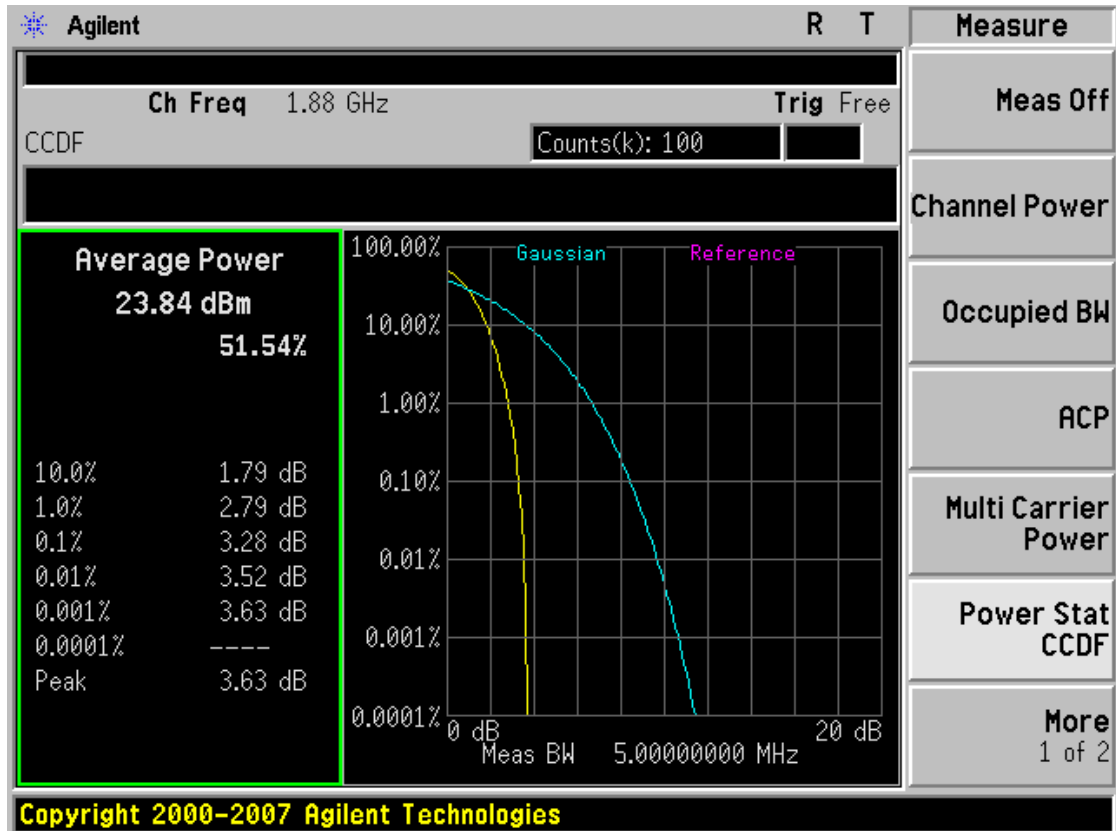 Agilent R T
Ch Freq 1.88 GHz Trig Free
CCDF Counts(k): 100
Average Power
23.84 dBm
51.54%
10.0% 1.79 dB
1.0% 2.79 dB
0.1% 3.28 dB
0.01% 3.52 dB
0.001% 3.63 dB
0.0001% ----
Peak 3.63 dB
Gaussian Reference
100.00%
10.00%
1.00%
0.10%
0.01%
0.001%
0.0001%
0 dB 20 dB
Meas BW 5.00000000 MHz
Measure
Meas Off
Channel Power
Occupied BW
ACP
Multi Carrier
Power
Power Stat
CCDF
More
1 of 2
Copyright 2000-2007 Agilent Technologies